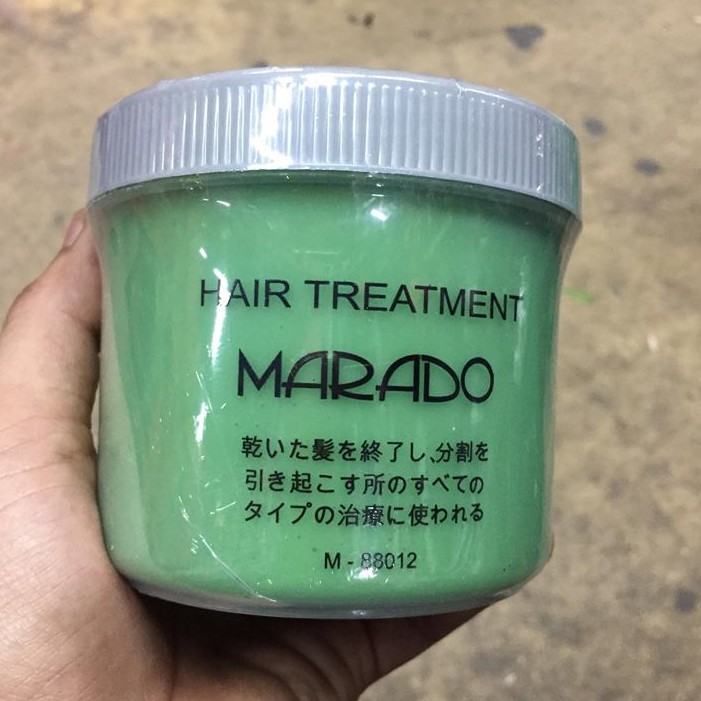 HAIR TREATMENT
MARADO
乾いた髪を終了し、分割を
引き起こす所のすべての
タイプの治療に使われる
M - 88012